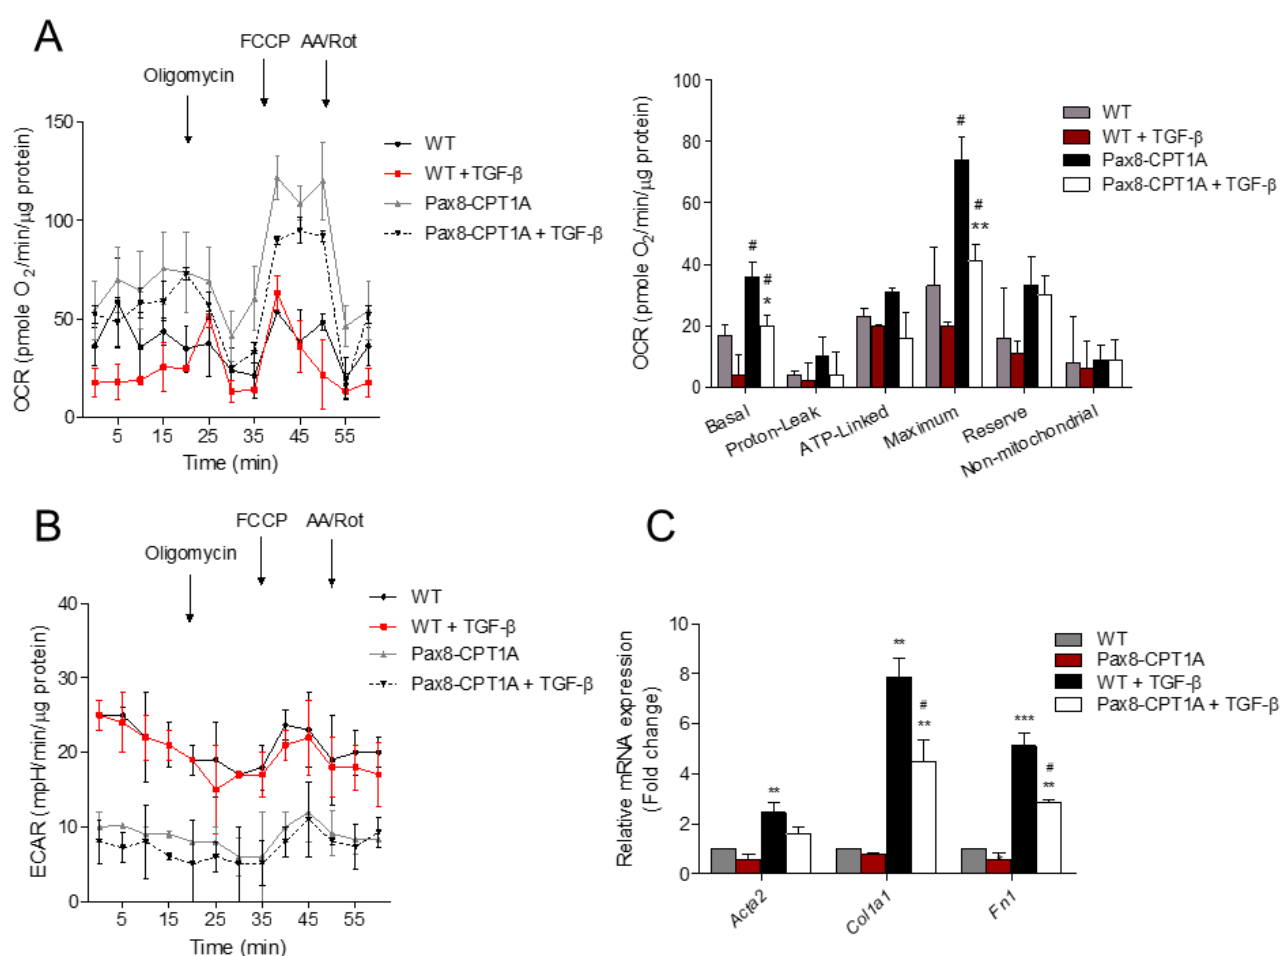 A
FCCP AA/Rot
Oligomycin
OCR (pmole O2/min/µg protein)
150
100
50
0
5 15 25 35 45 55
Time (min)
WT
WT +TGF-β
Pax8-CPT1A
Pax8-CPT1A + TGF-β
OCR (pmole O2/min/µg protein)
100
80
60
40
20
0
#
#
*
#
#
**
Basal
Proton-Leak
ATP-Linked
Maximum
Reserve
Non-mitochondrial
WT
WT + TGF-β
Pax8-CPT1A
Pax8-CPT1A + TGF-β
B
FCCP AA/Rot
Oligomycin
ECAR (mpH/min/µg protein)
40
30
20
10
0
5 15 25 35 45 55
Time (min)
WT
WT + TGF-β
Pax8-CPT1A
Pax8-CPT1A + TGF-β
C
Relative mRNA expression
(Fold change)
10
8
6
4
2
0
**
**
#
**
***
#
**
*
Acta2
Col1a1
Fn1
WT
Pax8-CPT1A
WT + TGF-β
Pax8-CPT1A + TGF-β